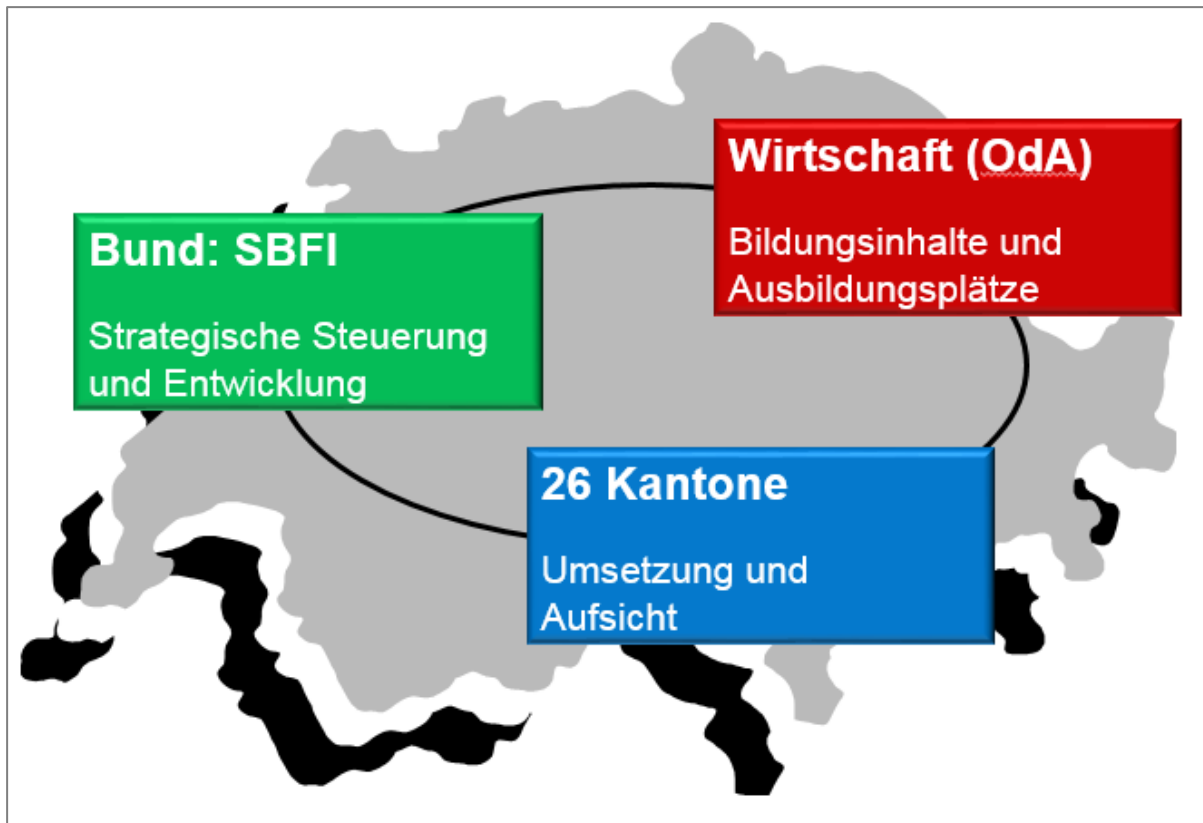 Wirtschaft (OdA)
Bildungsinhalte und
Ausbildungsplätze
Bund: SBFI
Strategische Steuerung
und Entwicklung
26 Kantone
Umsetzung und
Aufsicht